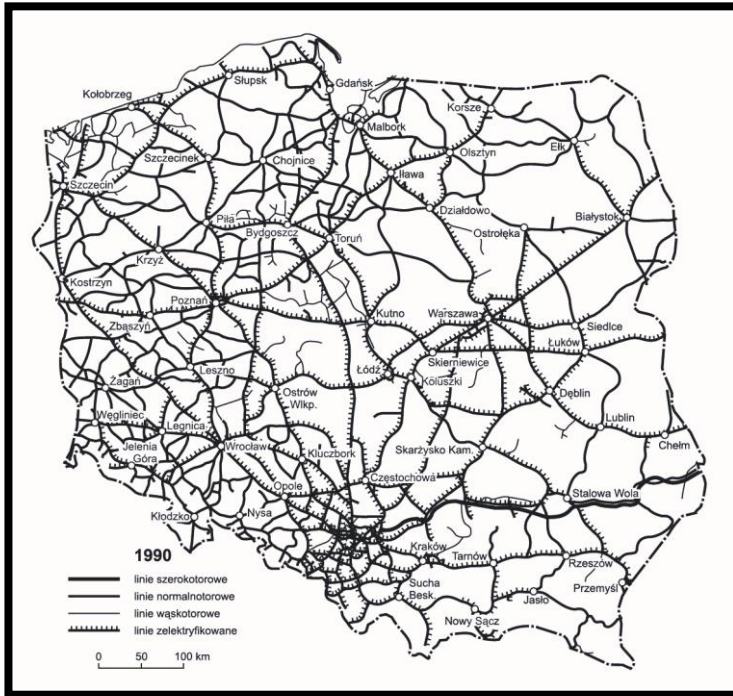 Słupsk
Gdańsk
Kołobrzeg
Korsze
Malbork
Szczecinek
Chojnice
Olsztyn
Ełk
Iława
Szczecin
Działdowo
Białystok
Piła
Bydgoszcz
Toruń
Ostrołęka
Krzyż
Kostrzyn
Poznań
Kutno
Warszawa
Siedlce
Zbąszyń
Skierniewice
Łuków
Leszno
Łódź
Koluszki
Żagań
Ostrów
Wlkp.
Dęblin
Węgliniec
Legnica
Lublin
Jelenia
Góra
Wrocław
Kluczbork
Skarżysko Kam.
Chełm
Opole
Częstochowa
Stalowa Wola
Kłodzko
Nysa
Kraków
Tarnów
Rzeszów
Przemyśl
Sucha
Besk.
Jasło
Nowy Sącz
1990
linie szerokotorowe
linie normalnotorowe
linie wąskotorowe
linie zelektryfikowane
0 50 100 km